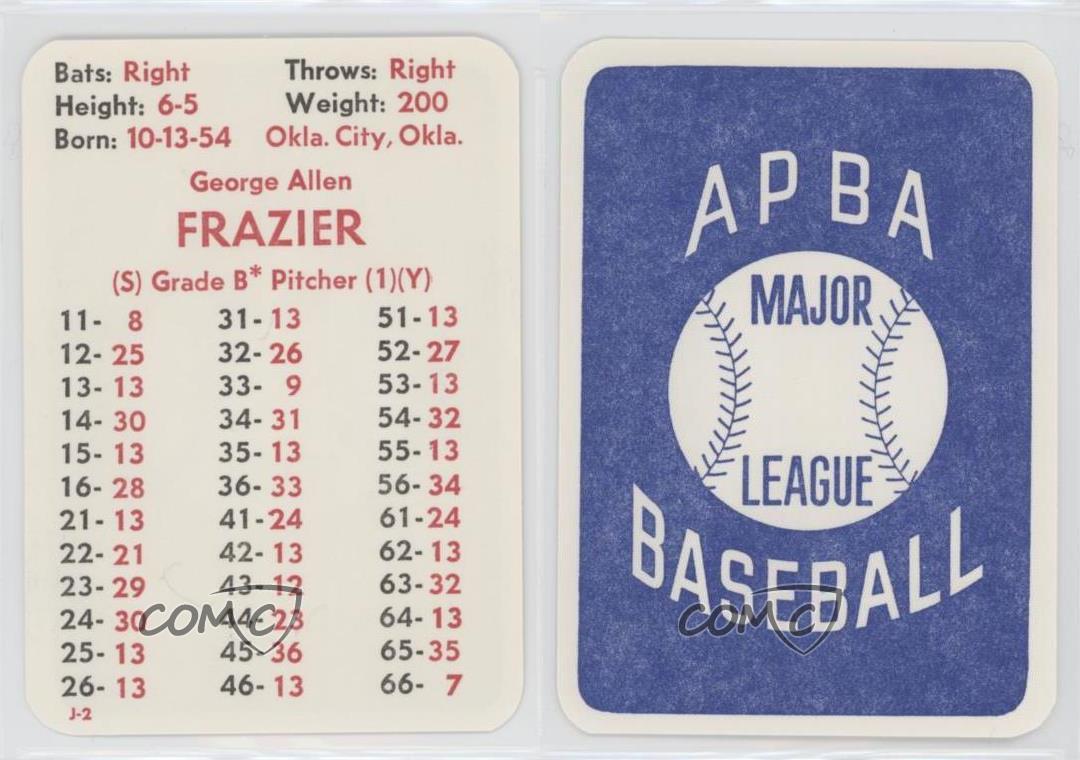 Bats: Right Throws: Right
Height: 6-5 Weight: 200
Born: 10-13-54 Okla. City, Okla.
George Allen
FRAZIER
(S) Grade B* Pitcher (1)(Y)
11- 8 31-13 51-13
12-25 32-26 52-27
13-13 33- 9 53-13
14-30 34-31 54-32
15-13 35-13 55-13
16-28 36-33 56-34
21-13 41-24 61-24
22-21 42-13 62-13
23-29 43-12 63-32
24-30 44-23 64-13
25-13 45-36 65-35
26-13 46-13 66- 7
J-2
COMC
APBA
MAJOR
LEAGUE
BASEBALL
COMC